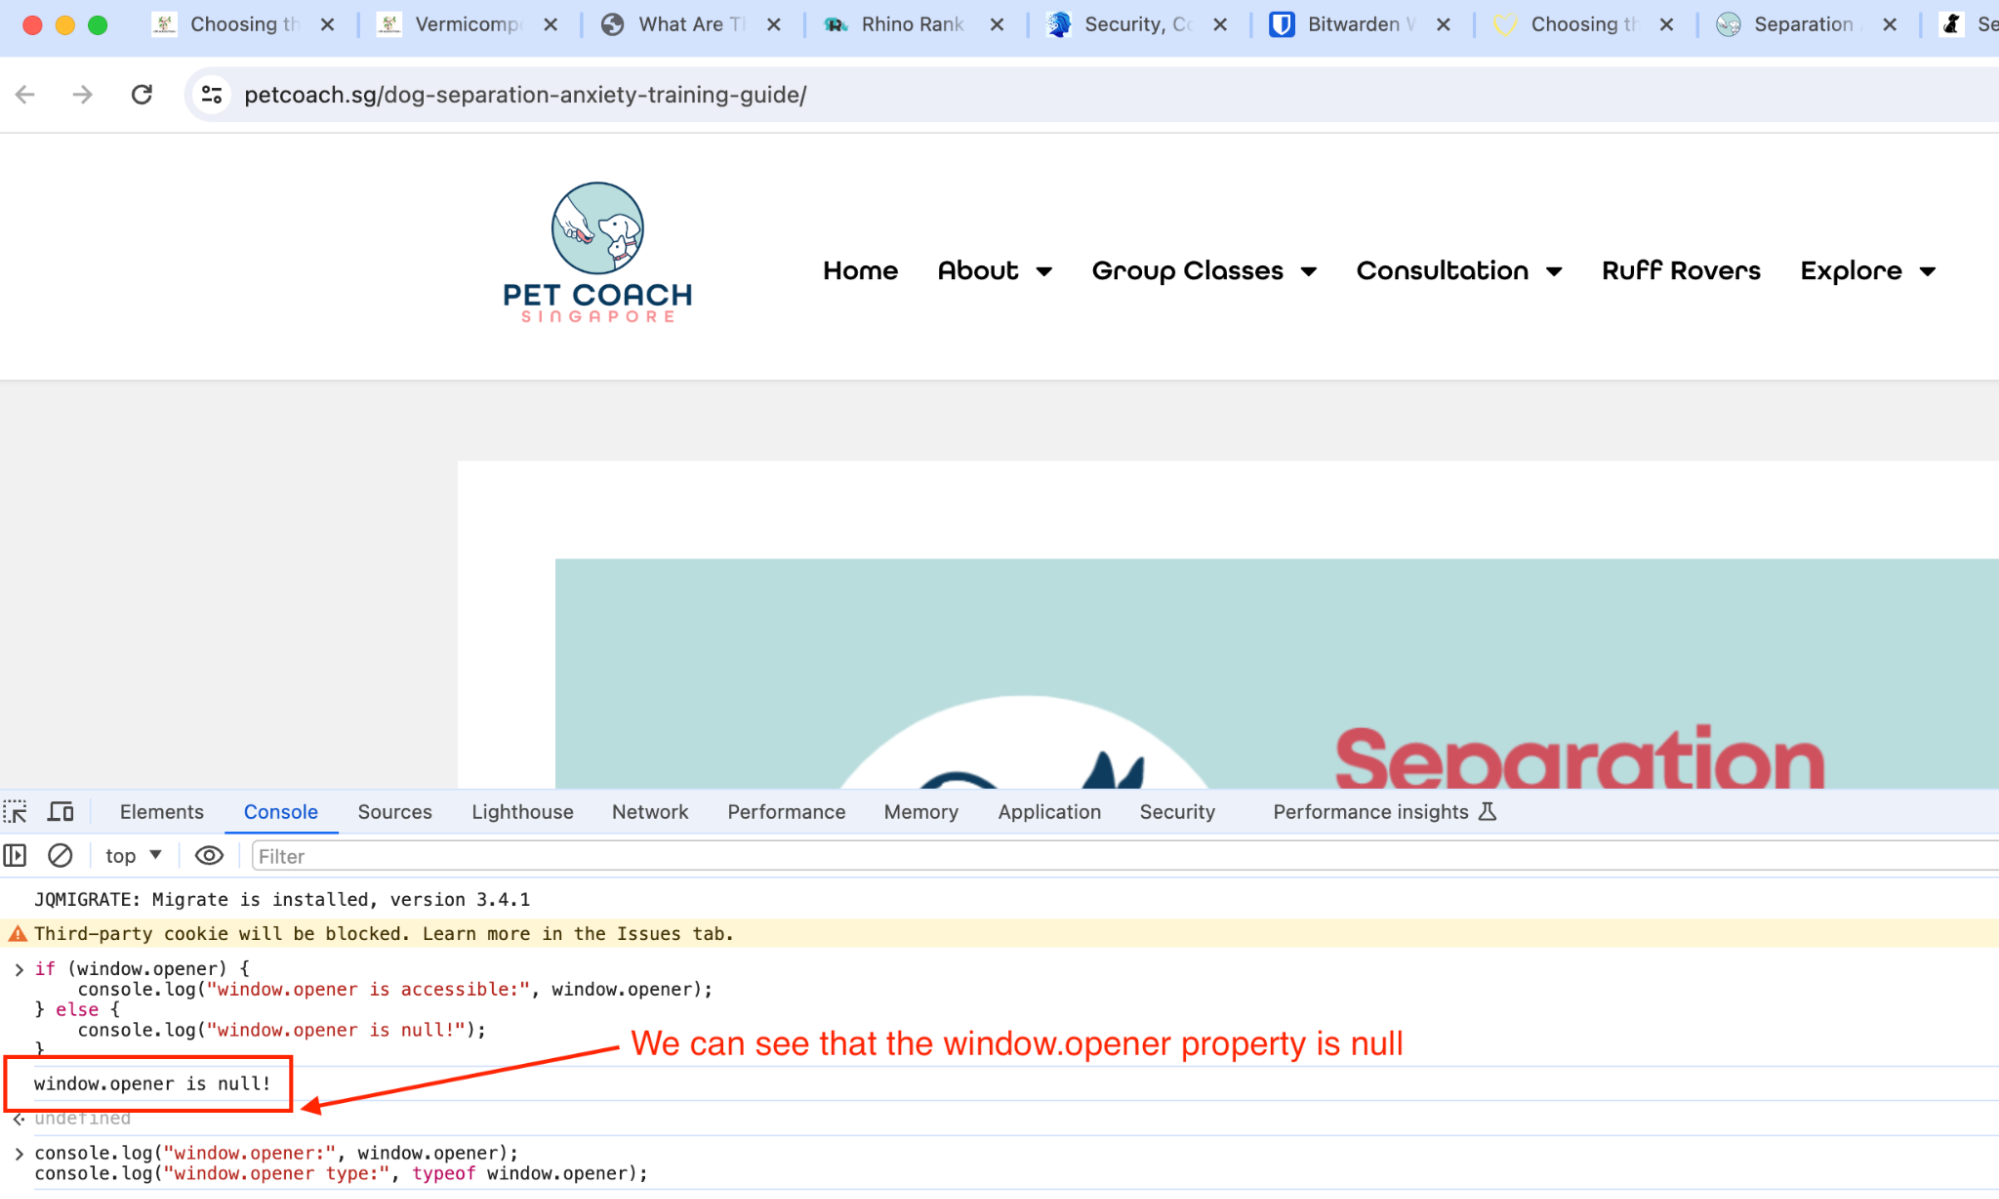 Choosing th
Vermicompo
What Are Th
Rhino Rank
Security, Co
Bitwarden W
Choosing th
Separation
Se
petcoach.sg/dog-separation-anxiety-training-guide/
PET COACH
SINGAPORE
Home About Group Classes Consultation Ruff Rovers Explore
Separation
Elements Console Sources Lighthouse Network Performance Memory Application Security Performance insights
top Filter
JQMIGRATE: Migrate is installed, version 3.4.1
Third-party cookie will be blocked. Learn more in the Issues tab.
> if (window.opener) {
console.log("window.opener is accessible:", window.opener);
} else {
console.log("window.opener is null!");
}
We can see that the window.opener property is null
window.opener is null!
undefined
> console.log("window.opener:", window.opener);
console.log("window.opener type:", typeof window.opener);